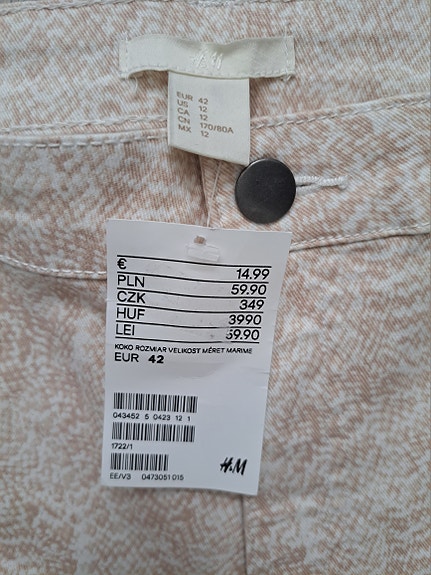 H&M
EUR 42
US 12
CA 12
CN 170/80A
MX 12
€ 14.99
PLN 59.90
CZK 349
HUF 3990
LEI 59.90
KOKO ROZMIAR VELIKOST MÉRET MARIME
EUR 42
043452 5 0423 12 1
1722/1
EE/V3 0473051 015
H&M